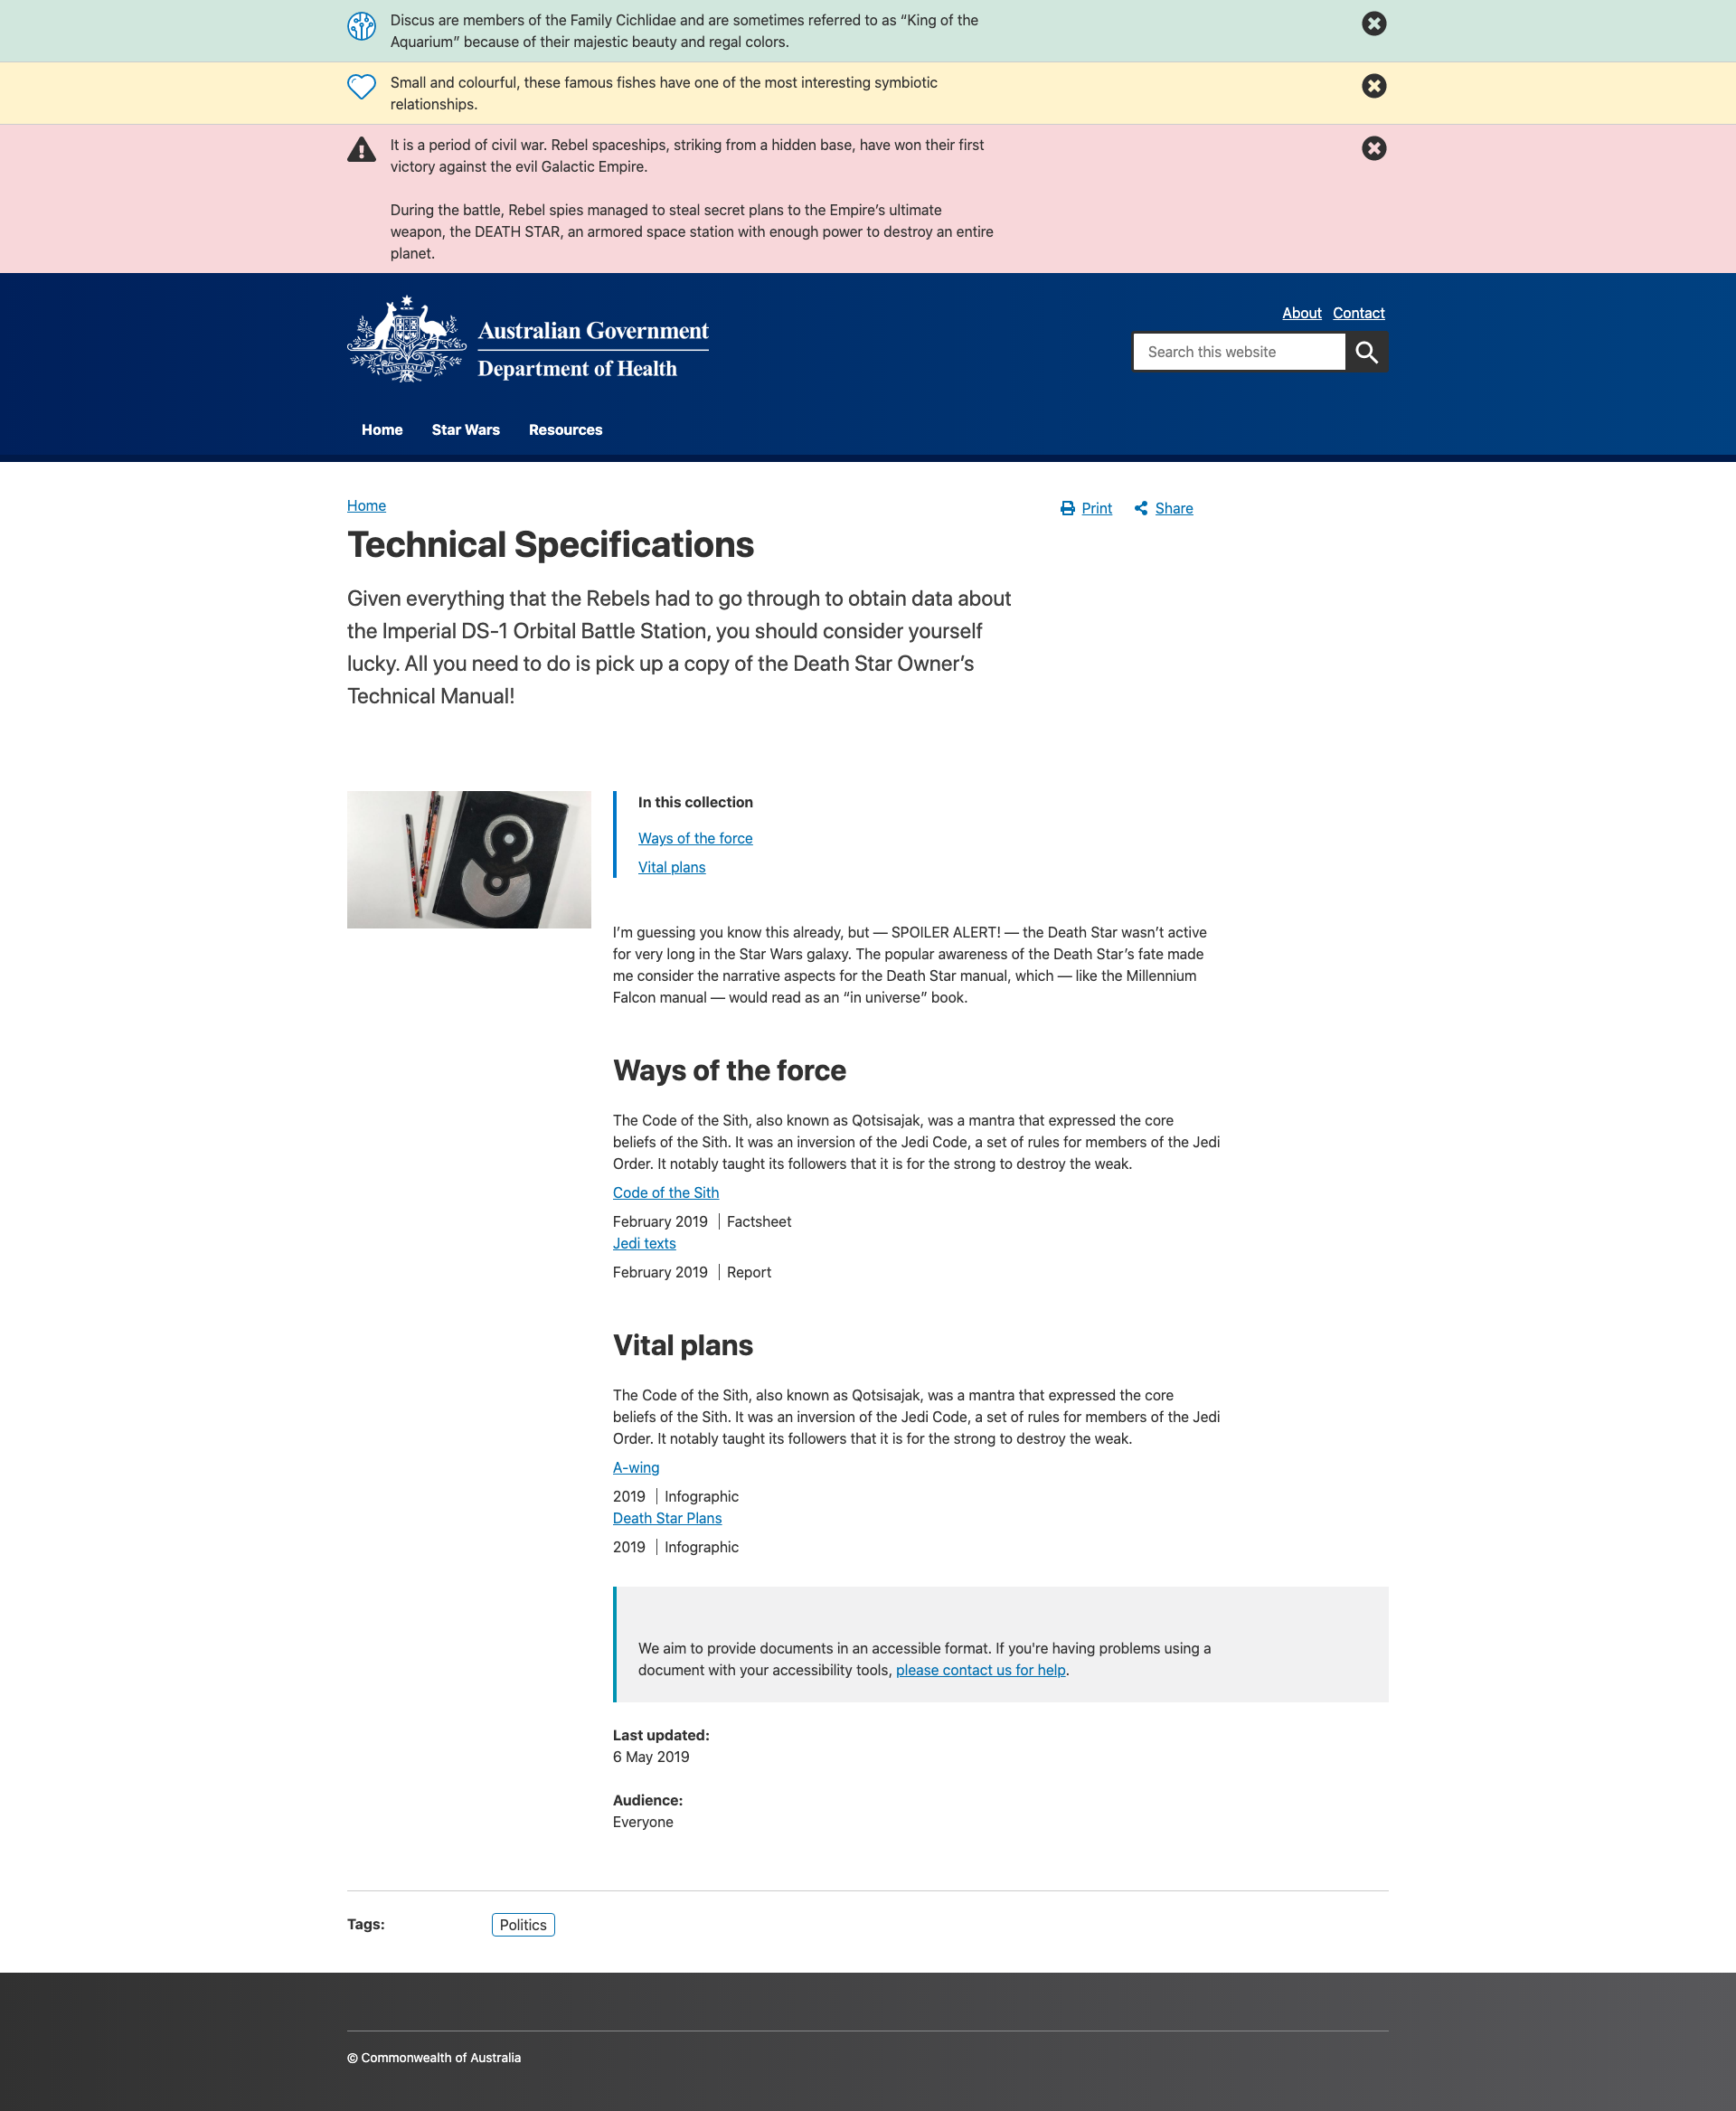 Discus are members of the Family Cichlidae and are sometimes referred to as “King of the
Aquarium” because of their majestic beauty and regal colors.
Small and colourful, these famous fishes have one of the most interesting symbiotic
relationships.
It is a period of civil war. Rebel spaceships, striking from a hidden base, have won their first
victory against the evil Galactic Empire.
During the battle, Rebel spies managed to steal secret plans to the Empire’s ultimate
weapon, the DEATH STAR, an armored space station with enough power to destroy an entire
planet.
AUSTRALIA
Australian Government
Department of Health
About Contact
Search this website
Home Star Wars Resources
Home
Print Share
Technical Specifications
Given everything that the Rebels had to go through to obtain data about
the Imperial DS-1 Orbital Battle Station, you should consider yourself
lucky. All you need to do is pick up a copy of the Death Star Owner’s
Technical Manual!
In this collection
Ways of the force
Vital plans
I’m guessing you know this already, but — SPOILER ALERT! — the Death Star wasn’t active
for very long in the Star Wars galaxy. The popular awareness of the Death Star’s fate made
me consider the narrative aspects for the Death Star manual, which — like the Millennium
Falcon manual — would read as an “in universe” book.
Ways of the force
The Code of the Sith, also known as Qotsisajak, was a mantra that expressed the core
beliefs of the Sith. It was an inversion of the Jedi Code, a set of rules for members of the Jedi
Order. It notably taught its followers that it is for the strong to destroy the weak.
Code of the Sith
February 2019 | Factsheet
Jedi texts
February 2019 | Report
Vital plans
The Code of the Sith, also known as Qotsisajak, was a mantra that expressed the core
beliefs of the Sith. It was an inversion of the Jedi Code, a set of rules for members of the Jedi
Order. It notably taught its followers that it is for the strong to destroy the weak.
A-wing
2019 | Infographic
Death Star Plans
2019 | Infographic
We aim to provide documents in an accessible format. If you're having problems using a
document with your accessibility tools, please contact us for help.
Last updated:
6 May 2019
Audience:
Everyone
Tags: Politics
© Commonwealth of Australia